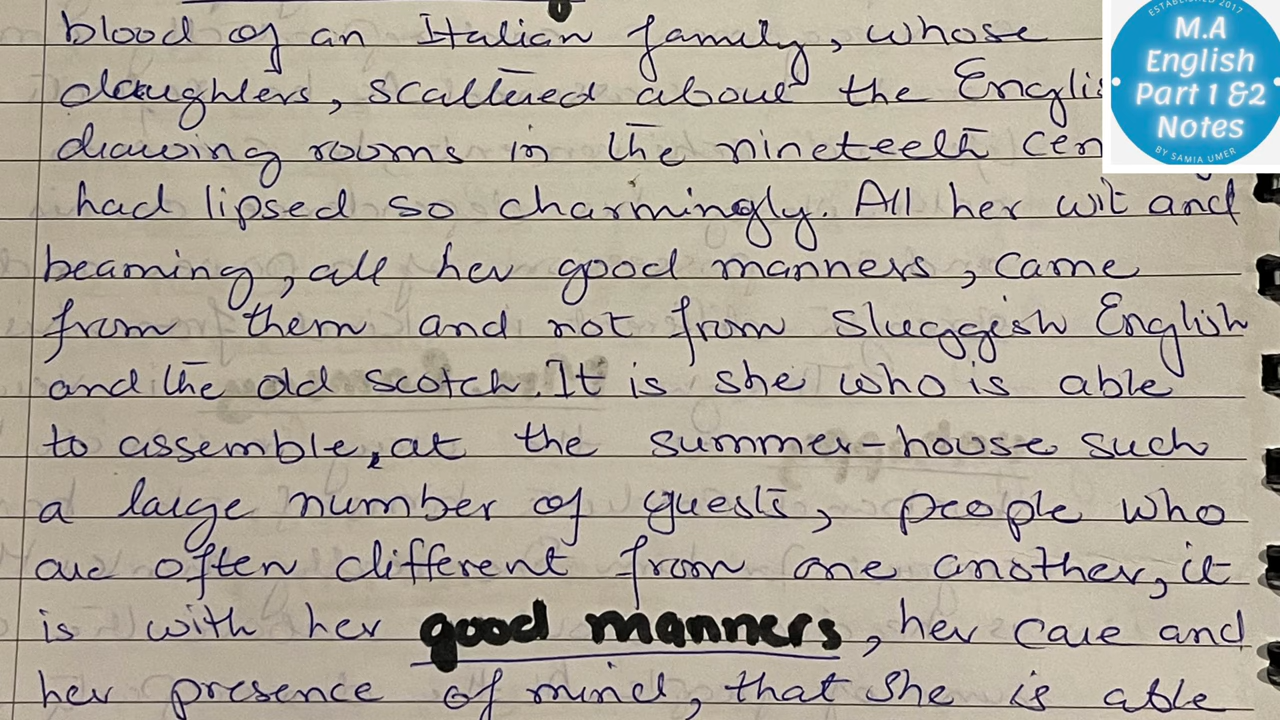 blood of an Italian family, whose
daughters, scattered about the Englis
drawing rooms in the nineteeth cen
had lipsed so charmingly. All her wit and
beaming, all her good manners, came
from them and not from sluggish English
and the old scotch. It is she who is able
to assemble, at the summer-house such
a large number of guests, people who
are often different from one another, it
is with her good manners, her care and
her presence of mind, that she is able
ESTABLISHED 2017
M.A
English
Part 1 &2
Notes
BY SAMIA UMER